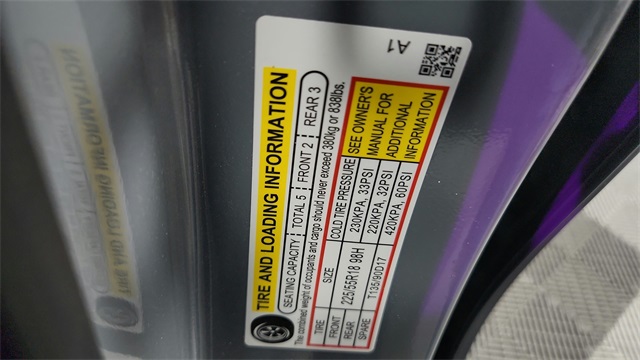 TIRE AND LOADING INFORMATION
SEATING CAPACITY TOTAL 5 FRONT 2 REAR 3
The combined weight of occupants and cargo should never exceed 380kg or 838lbs.
TIRE SIZE COLD TIRE PRESSURE SEE OWNER'S MANUAL FOR ADDITIONAL INFORMATION
FRONT 225/55R18 98H 230KPA, 33PSI
REAR 220KPA, 32PSI
SPARE T135/90D17 420KPA, 60PSI
A1